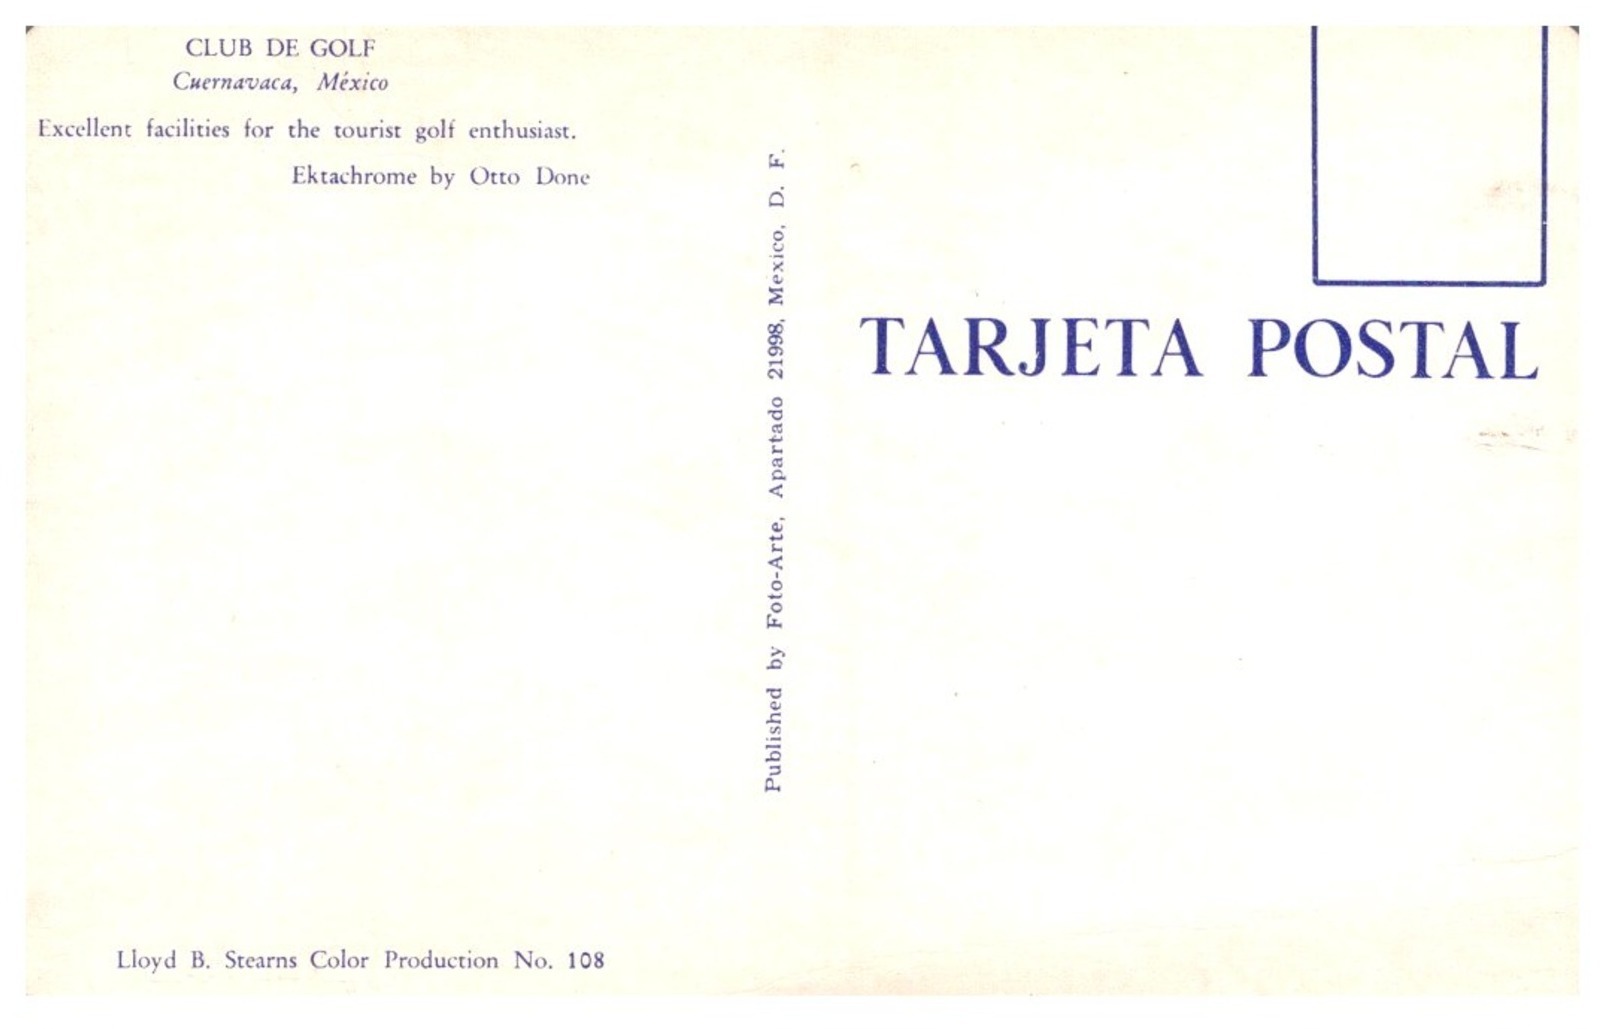 CLUB DE GOLF
Cuernavaca, México
Excellent facilities for the tourist golf enthusiast.
Ektachrome by Otto Done
Lloyd B. Stearns Color Production No. 108
Published by Foto-Arte, Apartado 21998, Mexico, D. F.
TARJETA POSTAL